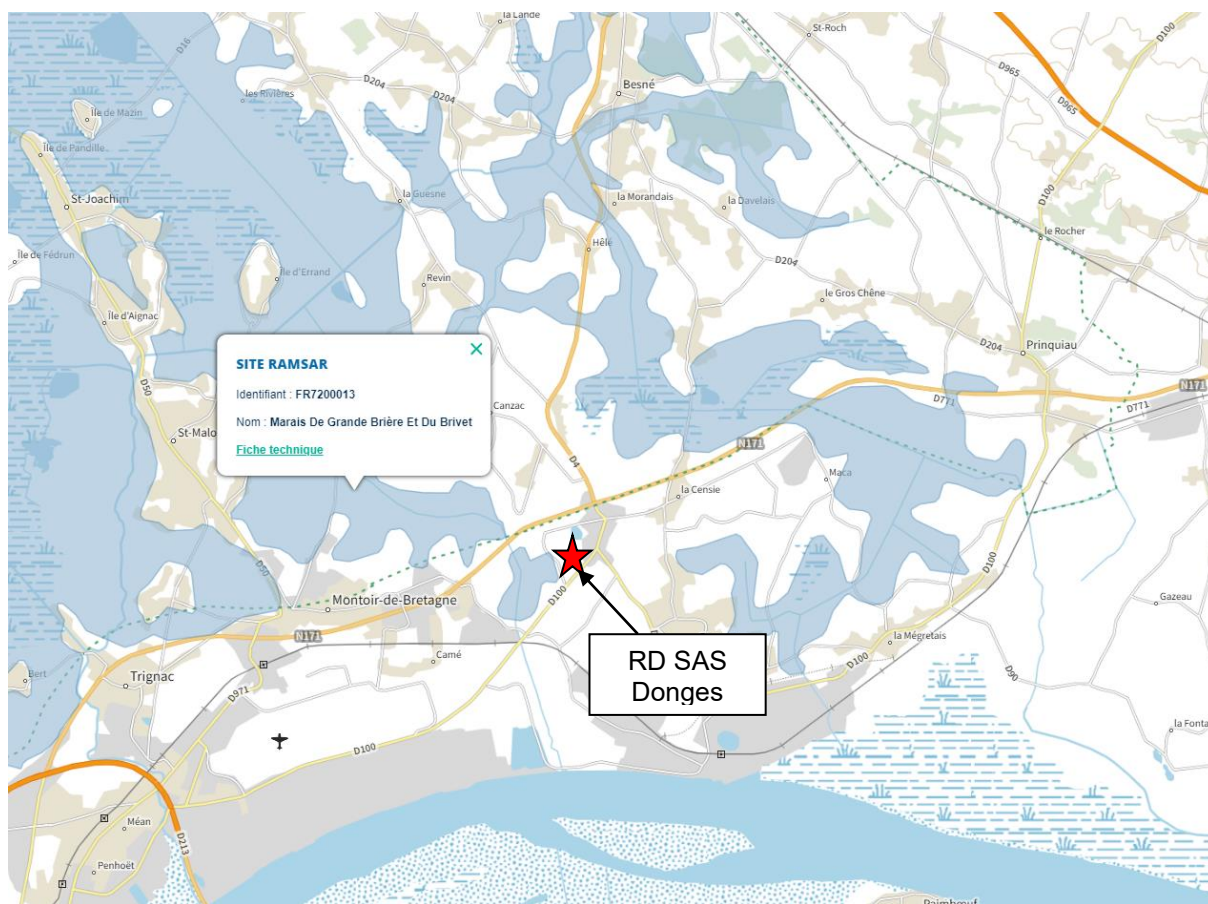 la Lande
St-Roch
D100
D16
D965
D965
les Rivières
D204
D204
Besné
Île de Mazin
Île de Pandille
St-Joachim
la Guesne
la Morandais
la Davelais
D100
le Rocher
Île de Fédrun
Hélé
D204
Île d'Errand
Revin
le Gros Chêne
Île d'Aignac
D204
Prinquiau
SITE RAMSAR
Identifiant : FR7200013
Nom : Marais De Grande Brière Et Du Brivet
Fiche technique
D50
N171
D771
D771
Canzac
St-Malo
D4
N171
Maca
la Censie
D50
D100
Montoir-de-Bretagne
D100
Gazeau
N171
Camé
la Mégretais
RD SAS
Donges
D100
D90
Bert
Trignac
D971
D100
la Fonta
Méan
D213
Penhoët